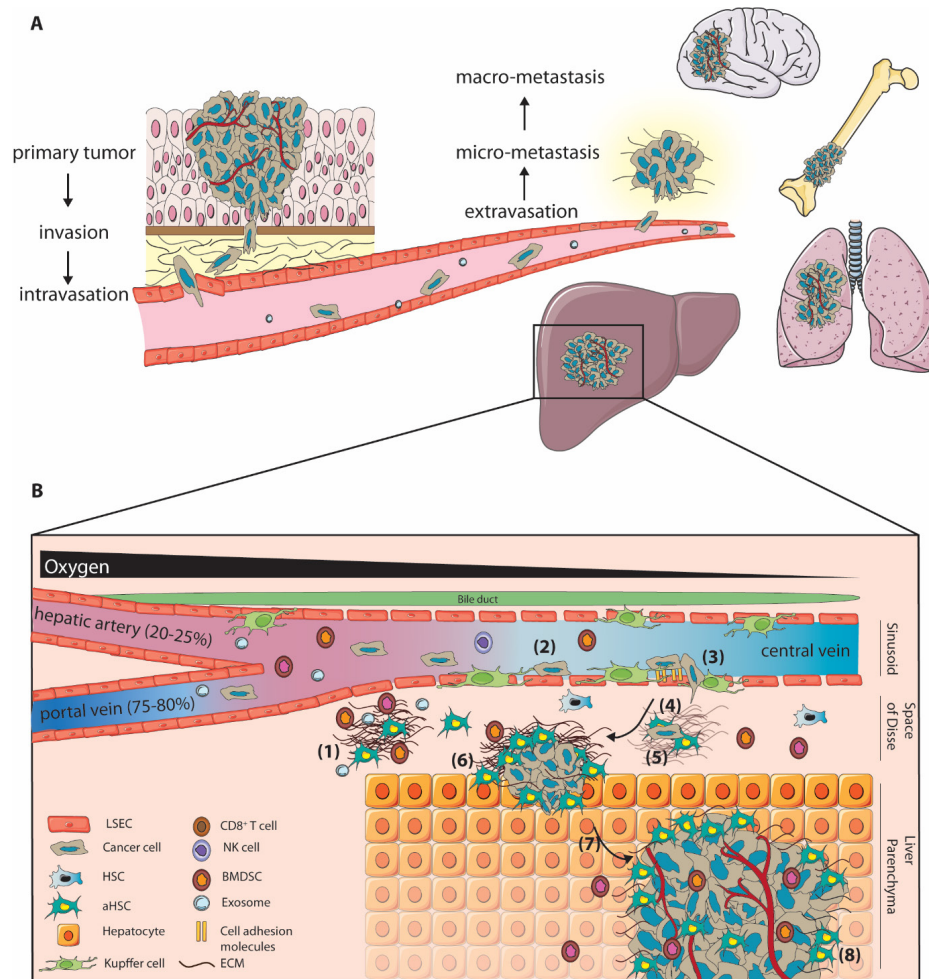 A
macro-metastasis
primary tumor
micro-metastasis
invasion
extravasation
intravasation
B
Oxygen
Bile duct
hepatic artery (20-25%)
(2)
(3)
central vein
Sinusoid
portal vein (75-80%)
(1)
(6)
(4)
(5)
Space
of Disse
(7)
(8)
Liver
Parenchyma
LSEC
CD8+ T cell
Cancer cell
NK cell
HSC
BMDSC
aHSC
Exosome
Hepatocyte
Cell adhesion
molecules
Kupffer cell
ECM